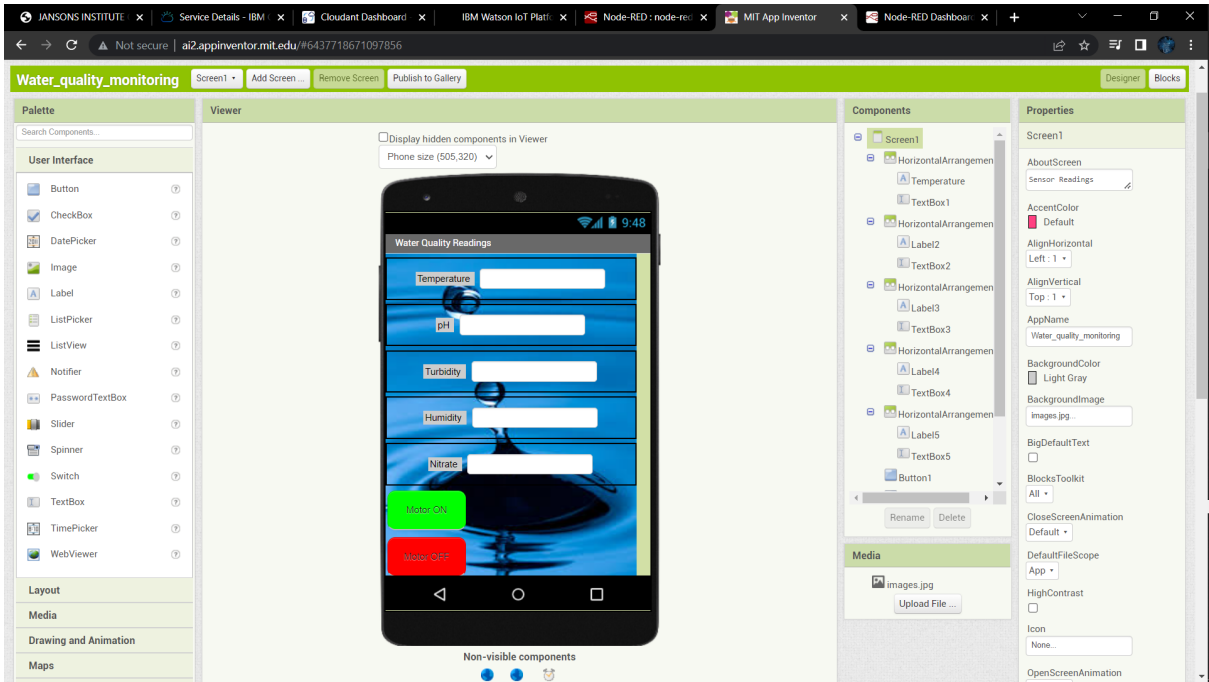 JANSONS INSTITUTE
Service Details - IBM
Cloudant Dashboard
IBM Watson IoT Platf
Node-RED : node-red
MIT App Inventor
Node-RED Dashboard
Not secure | ai2.appinventor.mit.edu/#6437718671097856
Water_quality_monitoring
Screen1
Add Screen ...
Remove Screen
Publish to Gallery
Designer
Blocks
Palette
Search Components...
User Interface
Button
CheckBox
DatePicker
Image
Label
ListPicker
ListView
Notifier
PasswordTextBox
Slider
Spinner
Switch
TextBox
TimePicker
WebViewer
Layout
Media
Drawing and Animation
Maps
Viewer
Display hidden components in Viewer
Phone size (505,320)
9:48
Water Quality Readings
Temperature
pH
Turbidity
Humidity
Nitrate
Motor ON
Motor OFF
Non-visible components
Components
Screen1
HorizontalArrangemen
Temperature
TextBox1
HorizontalArrangemen
Label2
TextBox2
HorizontalArrangemen
Label3
TextBox3
HorizontalArrangemen
Label4
TextBox4
HorizontalArrangemen
Label5
TextBox5
Button1
Rename
Delete
Media
images.jpg
Upload File ...
Properties
Screen1
AboutScreen
Sensor Readings
AccentColor
Default
AlignHorizontal
Left : 1
AlignVertical
Top : 1
AppName
Water_quality_monitoring
BackgroundColor
Light Gray
BackgroundImage
images.jpg...
BigDefaultText
BlocksToolkit
All
CloseScreenAnimation
Default
DefaultFileScope
App
HighContrast
Icon
None...
OpenScreenAnimation